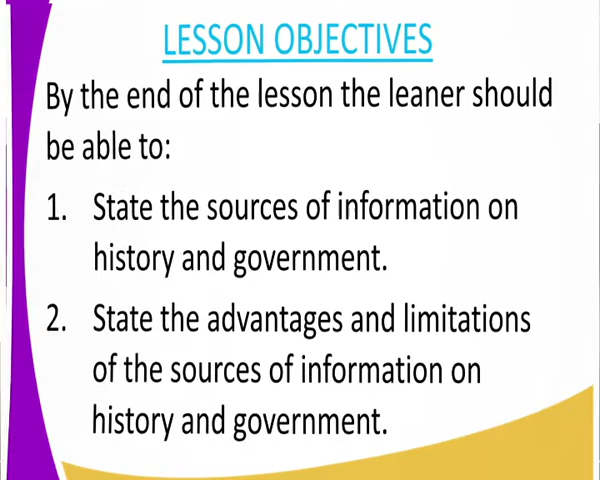 LESSON OBJECTIVES
By the end of the lesson the leaner should
be able to:
1. State the sources of information on
history and government.
2. State the advantages and limitations
of the sources of information on
history and government.